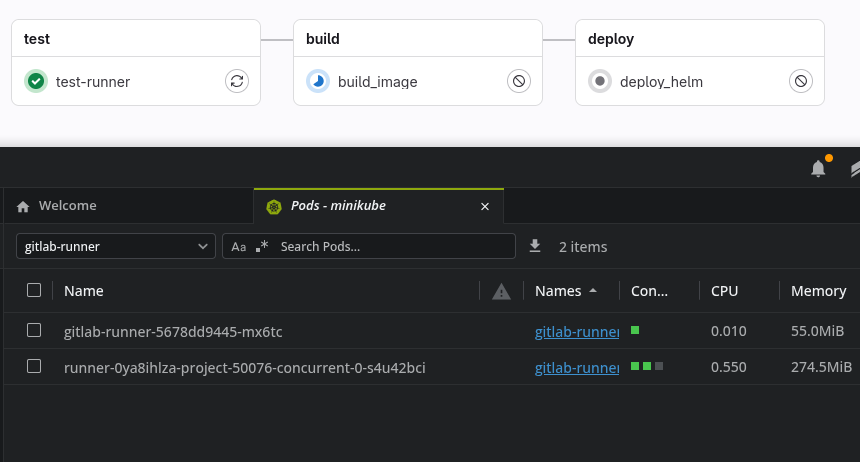 test build deploy
test-runner build_image deploy_helm
Welcome Pods - minikube
gitlab-runner Aa .* Search Pods... 2 items
Name Names Con... CPU Memory
gitlab-runner-5678dd9445-mx6tc gitlab-runner 0.010 55.0MiB
runner-0ya8ihlza-project-50076-concurrent-0-s4u42bci gitlab-runner 0.550 274.5MiB